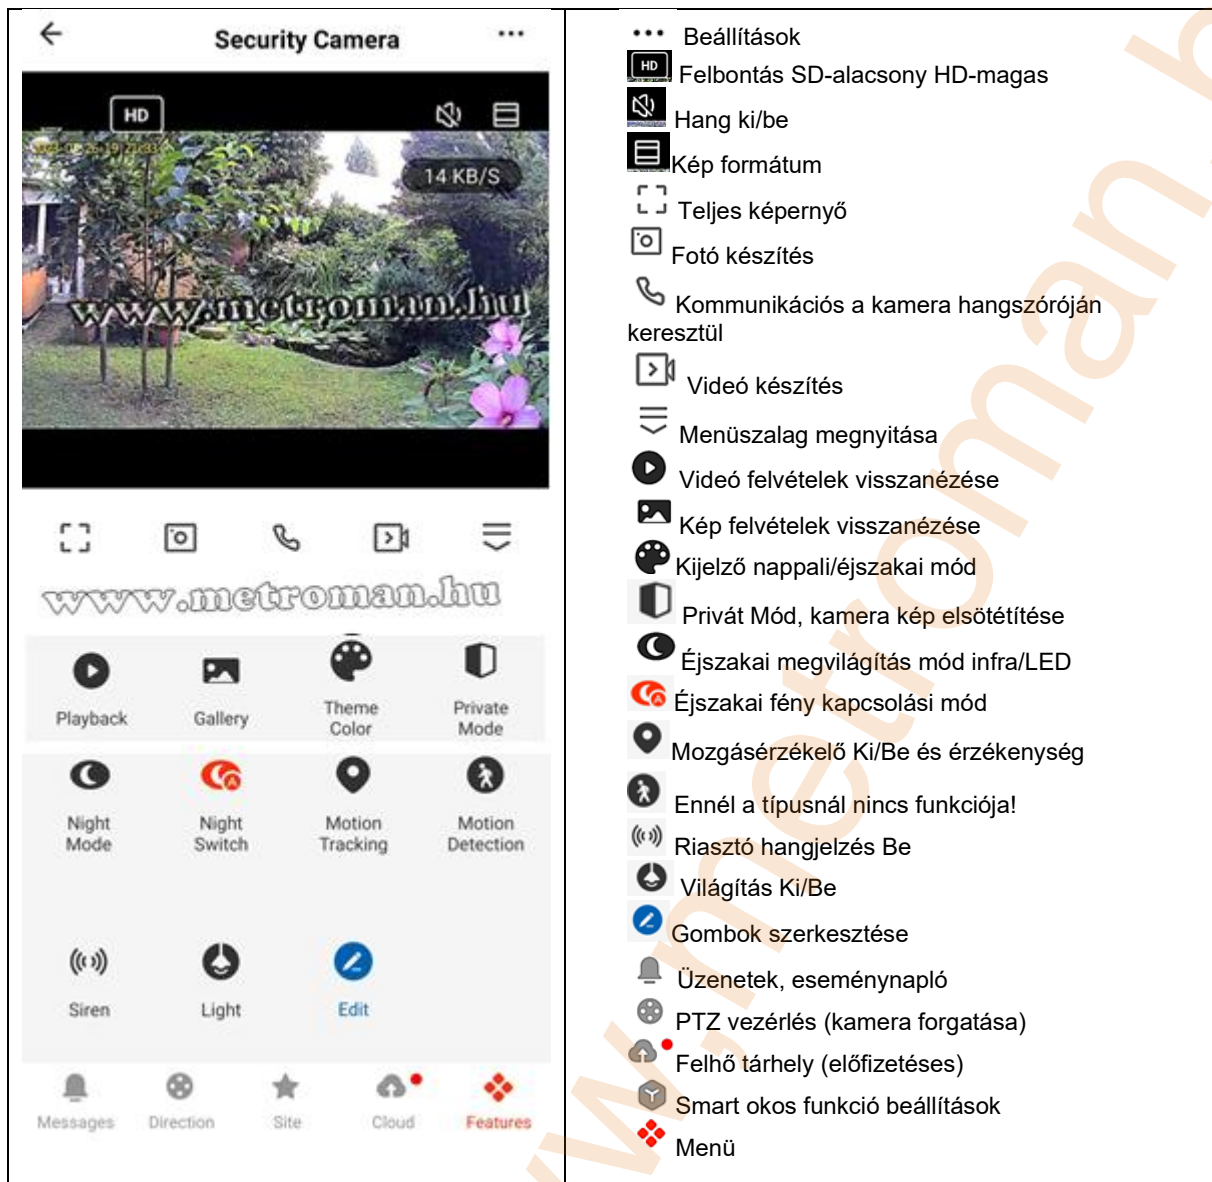 Security Camera
HD
14 KB/S
www.metroman.hu
www.metroman.hu
Playback
Gallery
Theme
Color
Private
Mode
Night
Mode
Night
Switch
Motion
Tracking
Motion
Detection
Siren
Light
Edit
Messages
Direction
Site
Cloud
Features
Beállítások
HD Felbontás SD-alacsony HD-magas
Hang ki/be
Kép formátum
Teljes képernyő
Fotó készítés
Kommunikációs a kamera hangszóróján
keresztül
Videó készítés
Menüszalag megnyitása
Videó felvételek visszanézése
Kép felvételek visszanézése
Kijelző nappali/éjszakai mód
Privát Mód, kamera kép elsötétítése
Éjszakai megvilágítás mód infra/LED
Éjszakai fény kapcsolási mód
Mozgásérzékelő Ki/Be és érzékenység
Ennél a típusnál nincs funkciója!
Riasztó hangjelzés Be
Világítás Ki/Be
Gombok szerkesztése
Üzenetek, eseménynapló
PTZ vezérlés (kamera forgatása)
Felhő tárhely (előfizetéses)
Smart okos funkció beállítások
Menü